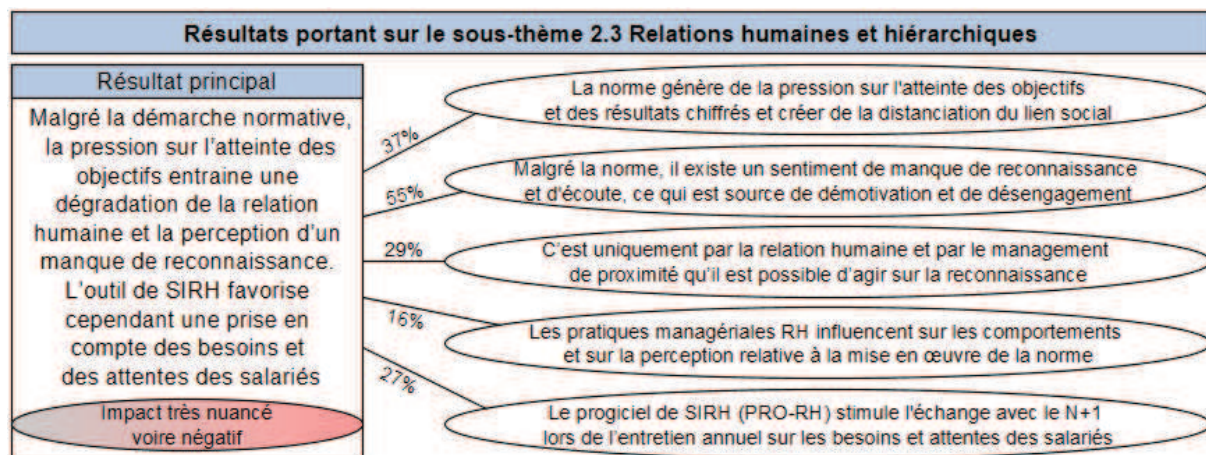 Résultats portant sur le sous-thème 2.3 Relations humaines et hiérarchiques
Résultat principal
Malgré la démarche normative,
la pression sur l'atteinte des
objectifs entraine une
dégradation de la relation
humaine et la perception d'un
manque de reconnaissance.
L'outil de SIRH favorise
cependant une prise en
compte des besoins et
des attentes des salariés
Impact très nuancé
voire négatif
37%
La norme génère de la pression sur l'atteinte des objectifs
et des résultats chiffrés et créer de la distanciation du lien social
55%
Malgré la norme, il existe un sentiment de manque de reconnaissance
et d'écoute, ce qui est source de démotivation et de désengagement
29%
C'est uniquement par la relation humaine et par le management
de proximité qu'il est possible d'agir sur la reconnaissance
16%
Les pratiques managériales RH influencent sur les comportements
et sur la perception relative à la mise en œuvre de la norme
27%
Le progiciel de SIRH (PRO-RH) stimule l'échange avec le N+1
lors de l'entretien annuel sur les besoins et attentes des salariés